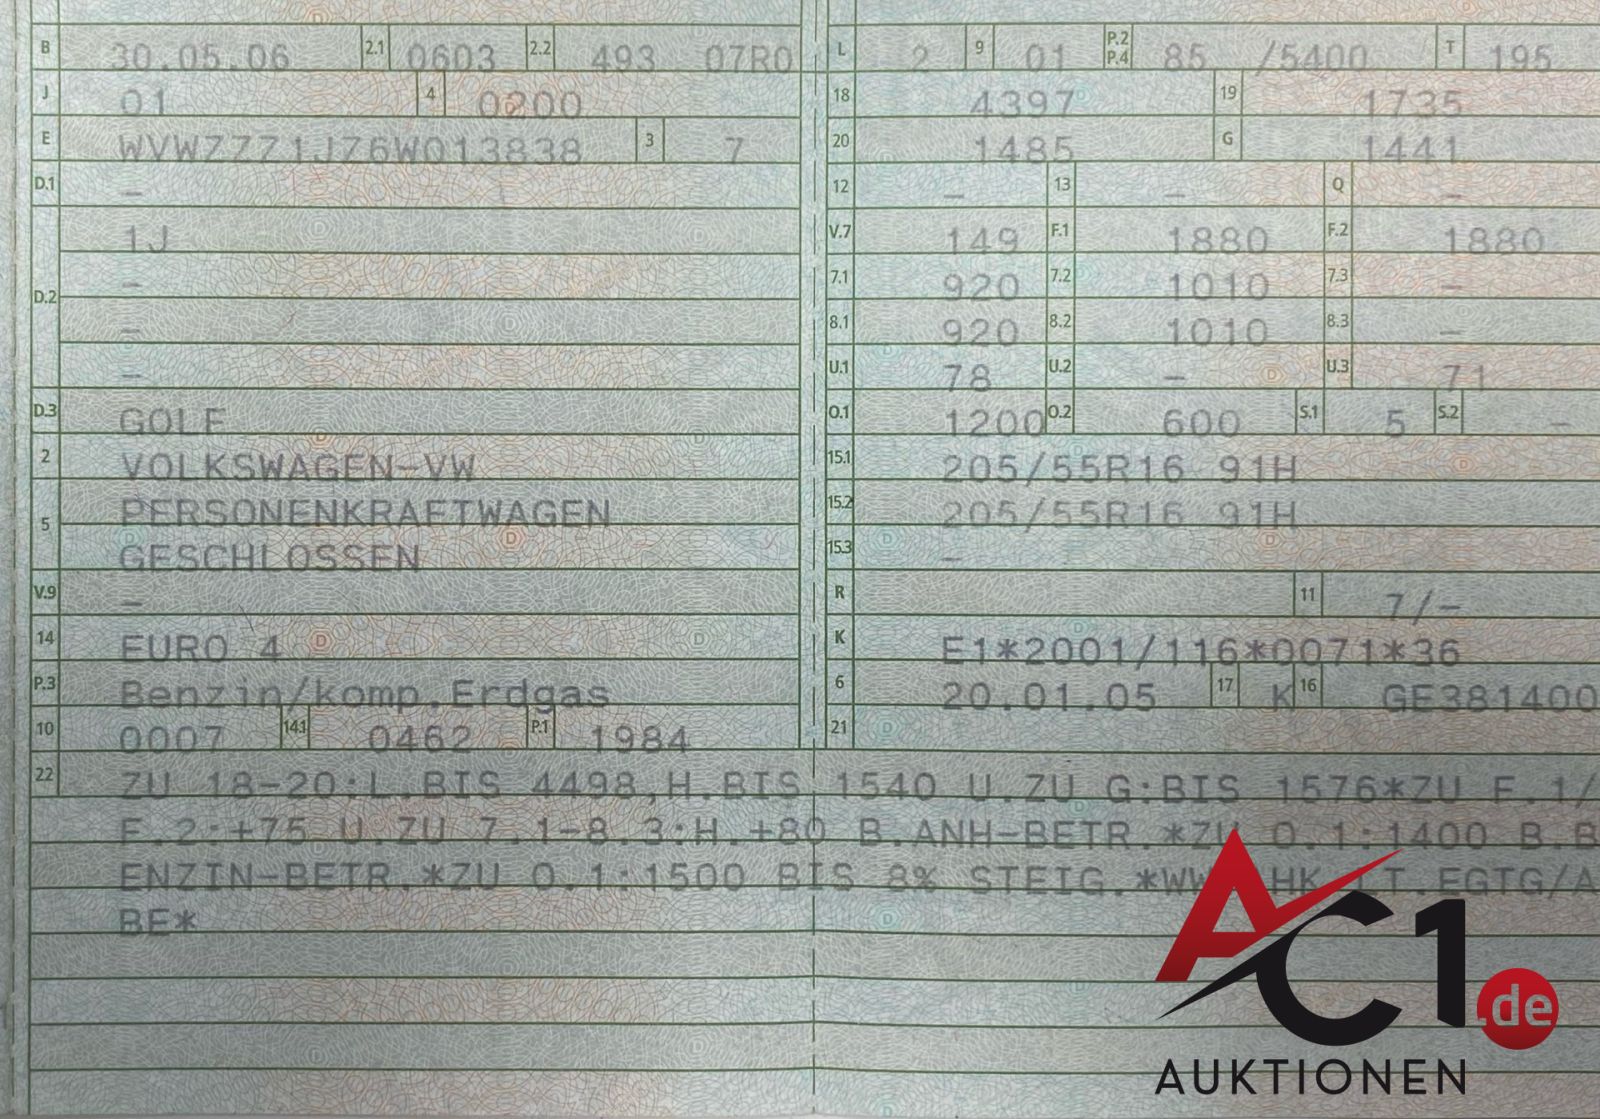 B 30.05.06 2.1 0603 2.2 493 07R0
J 01 4 0200
E WVWZZZ1JZ6W013838 3 7
D.1 –
1J
–
D.2
–
–
D.3 GOLF
2 VOLKSWAGEN-VW
PERSONENKRAFTWAGEN
5
GESCHLOSSEN
V.9 –
14 EURO 4
P.3 Benzin/komp.Erdgas
10 0007 14.1 0462 P.1 1984
L 2 9 01 P.2 P.4 85 /5400 T 195
18 4397 19 1735
20 1485 G 1441
12 – 13 – Q –
V.7 149 F.1 1880 F.2 1880
7.1 920 7.2 1010 7.3 –
8.1 920 8.2 1010 8.3 –
U.1 78 U.2 – U.3 71
O.1 1200 O.2 600 S.1 5 S.2 –
15.1 205/55R16 91H
15.2 205/55R16 91H
15.3 –
R 11 7/–
K E1*2001/116*0071*36
6 20.01.05 17 K 16 GE381400
21
22 ZU 18-20:L.BIS 4498,H.BIS 1540 U.ZU G:BIS 1576*ZU F.1/
F.2:+75 U.ZU 7.1-8.3:H.+80 B.ANH-BETR.*ZU O.1:1400 B.B
ENZIN-BETR.*ZU O.1:1500 BIS 8% STEIG.*WW. AHK LT.EGTG/A
BE*
AC1.de
AUKTIONEN